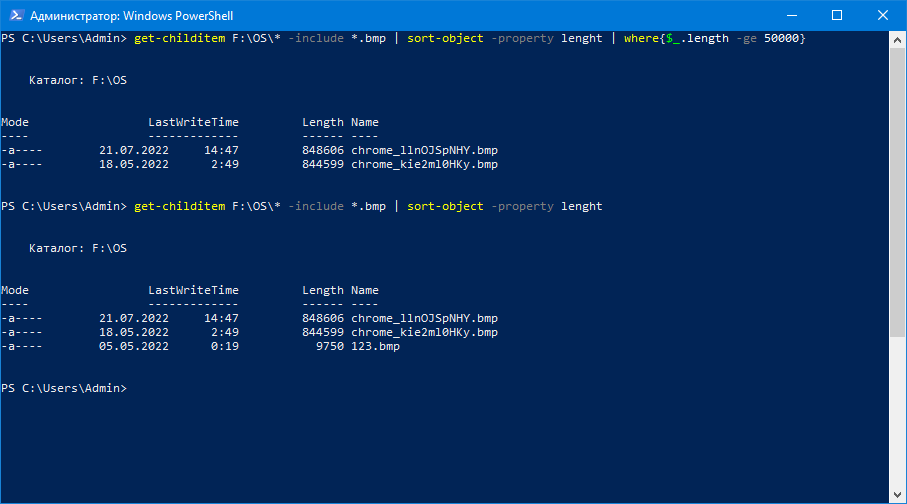 Администратор: Windows PowerShell
PS C:\Users\Admin> get-childitem F:\OS\* -include *.bmp | sort-object -property lenght | where{$_.length -ge 50000}
Каталог: F:\OS
Mode LastWriteTime Length Name
---- ------------- ------ ----
-a---- 21.07.2022 14:47 848606 chrome_llnOJSpNHY.bmp
-a---- 18.05.2022 2:49 844599 chrome_kie2ml0HKy.bmp
PS C:\Users\Admin> get-childitem F:\OS\* -include *.bmp | sort-object -property lenght
Каталог: F:\OS
Mode LastWriteTime Length Name
---- ------------- ------ ----
-a---- 21.07.2022 14:47 848606 chrome_llnOJSpNHY.bmp
-a---- 18.05.2022 2:49 844599 chrome_kie2ml0HKy.bmp
-a---- 05.05.2022 0:19 9750 123.bmp
PS C:\Users\Admin>